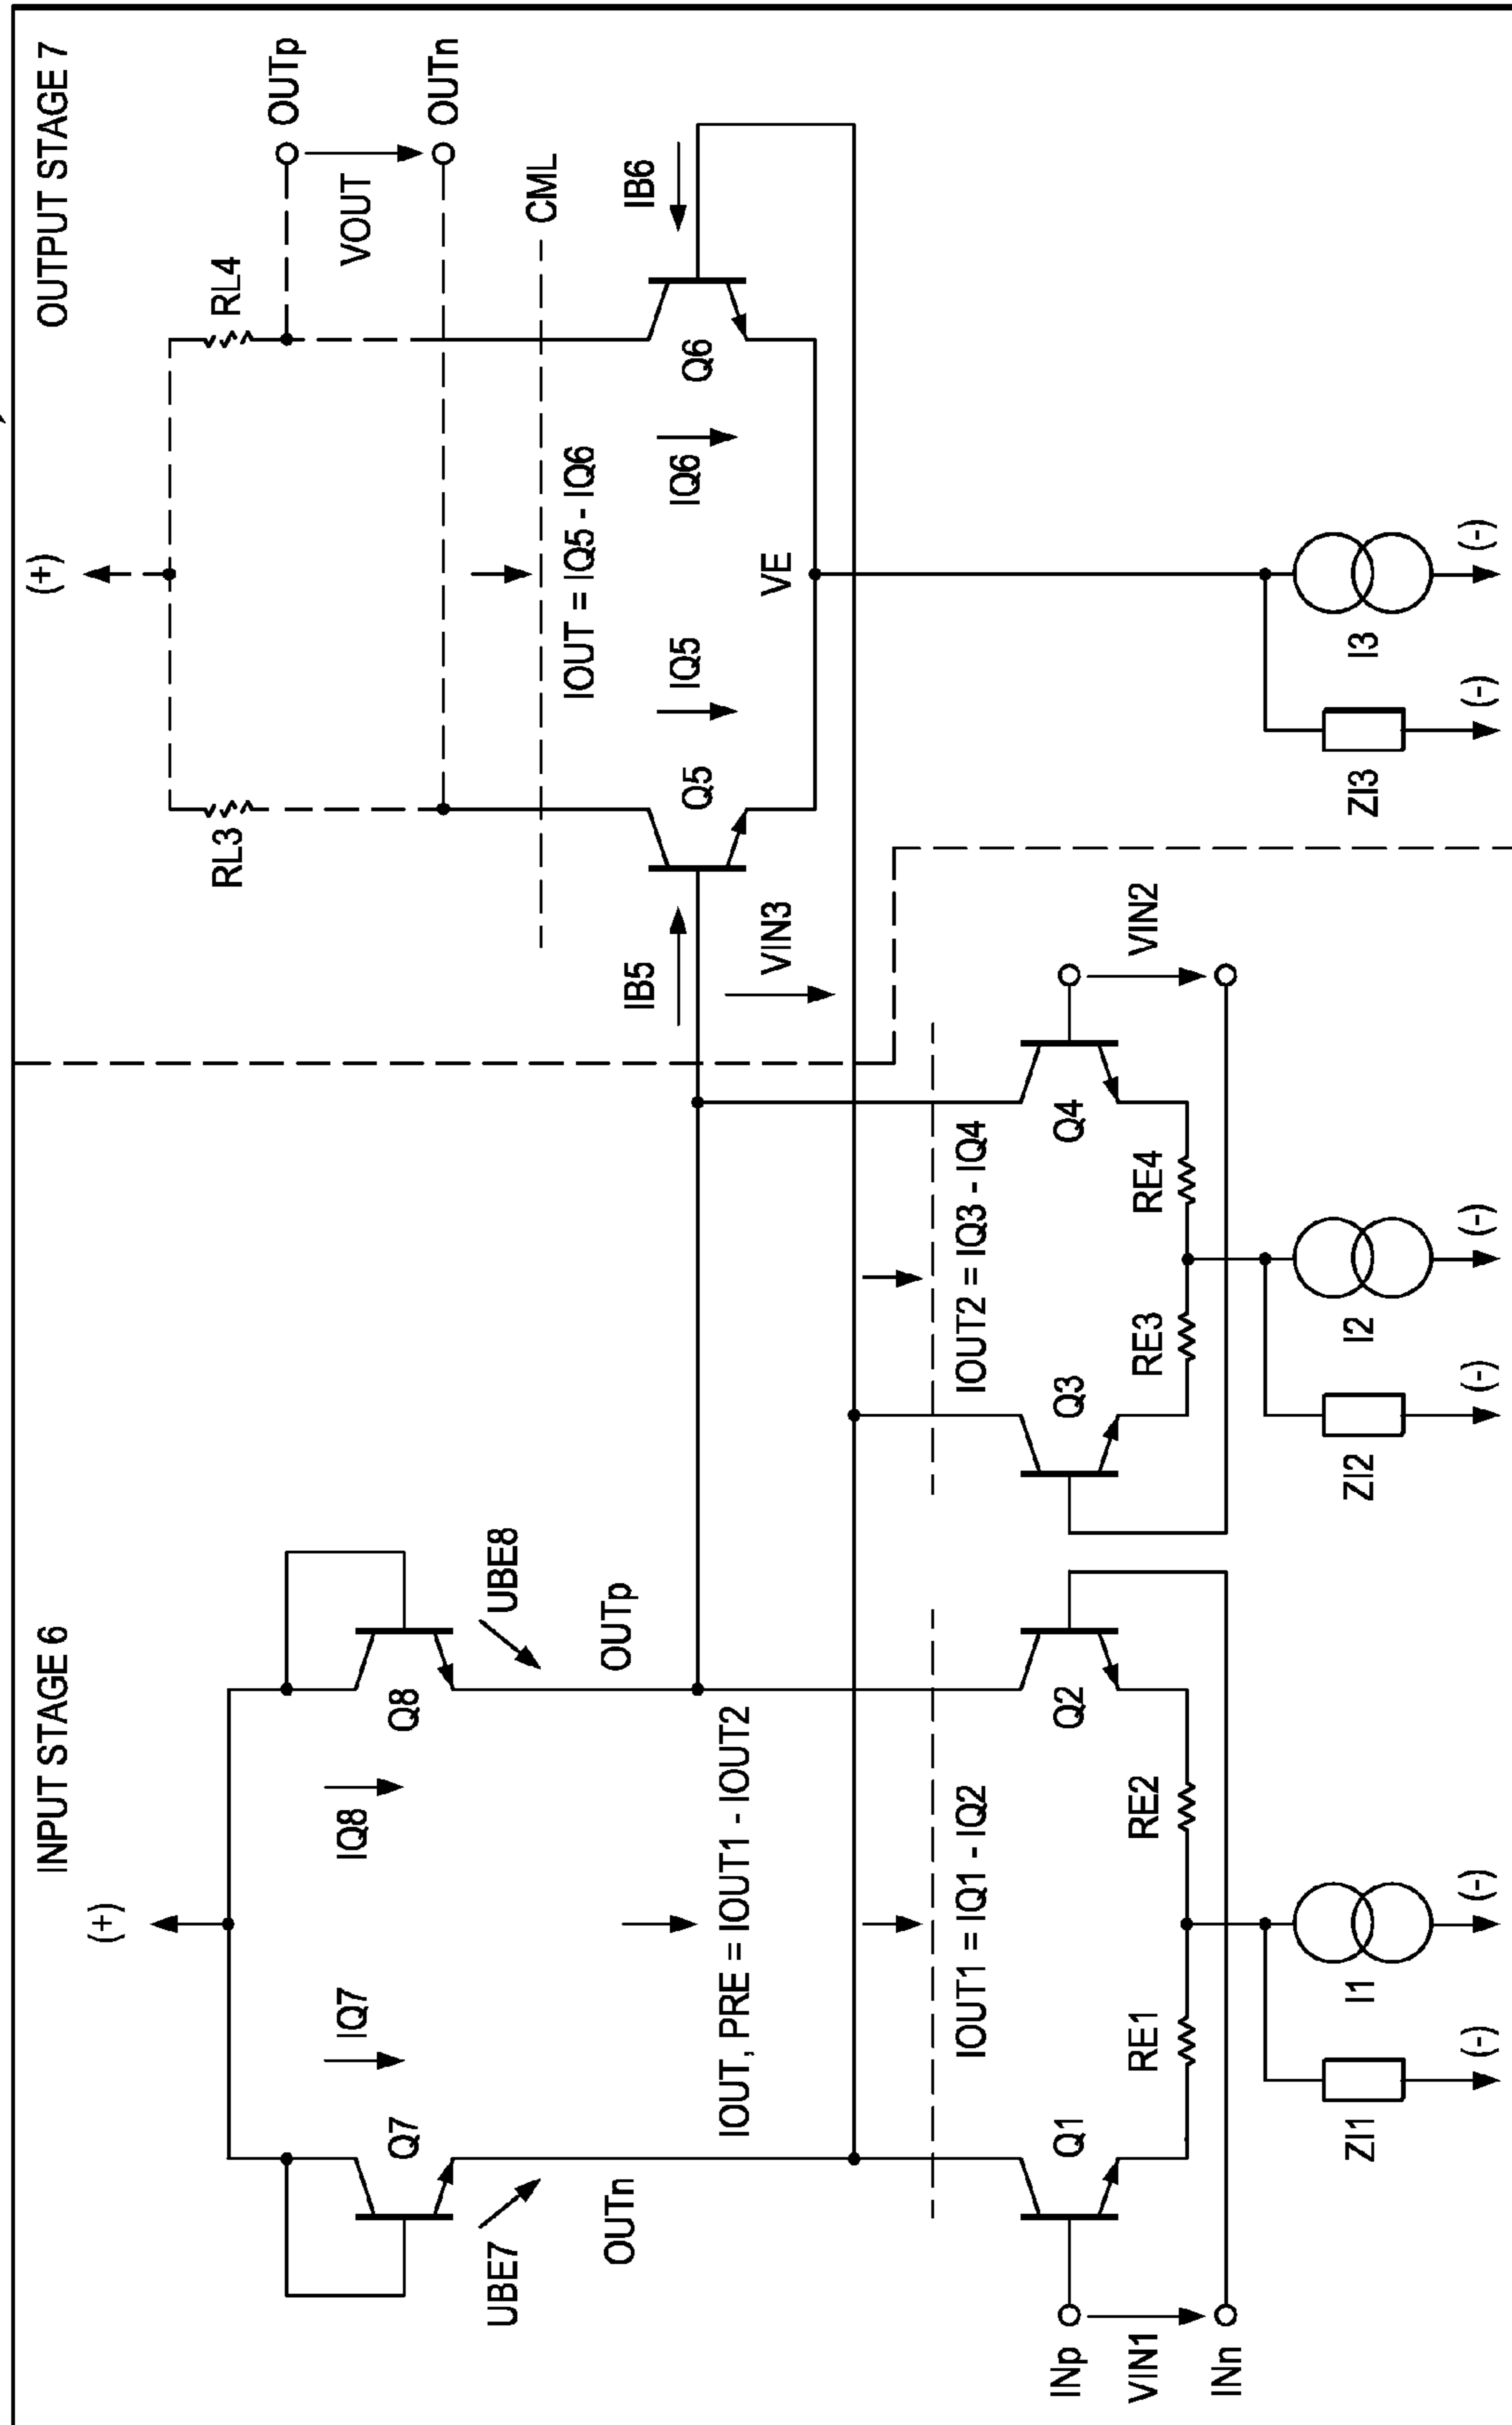 INPUT STAGE 6
OUTPUT STAGE 7
(+)
(+)
RL3
RL4
OUTp
VOUT
OUTn
IQ7
IQ8
Q7
Q8
UBE7
UBE8
OUTn
OUTp
CML
IOUT = IQ5 - IQ6
IB5
Q5
IQ5
IQ6
Q6
IB6
IOUT, PRE = IOUT1 - IOUT2
VIN3
VE
IOUT1 = IQ1 - IQ2
IOUT2 = IQ3 - IQ4
INp
VIN1
INn
Q1
Q2
Q3
Q4
VIN2
RE1
RE2
RE3
RE4
ZI1
I1
ZI2
I2
ZI3
I3
(-)
(-)
(-)
(-)
(-)
(-)